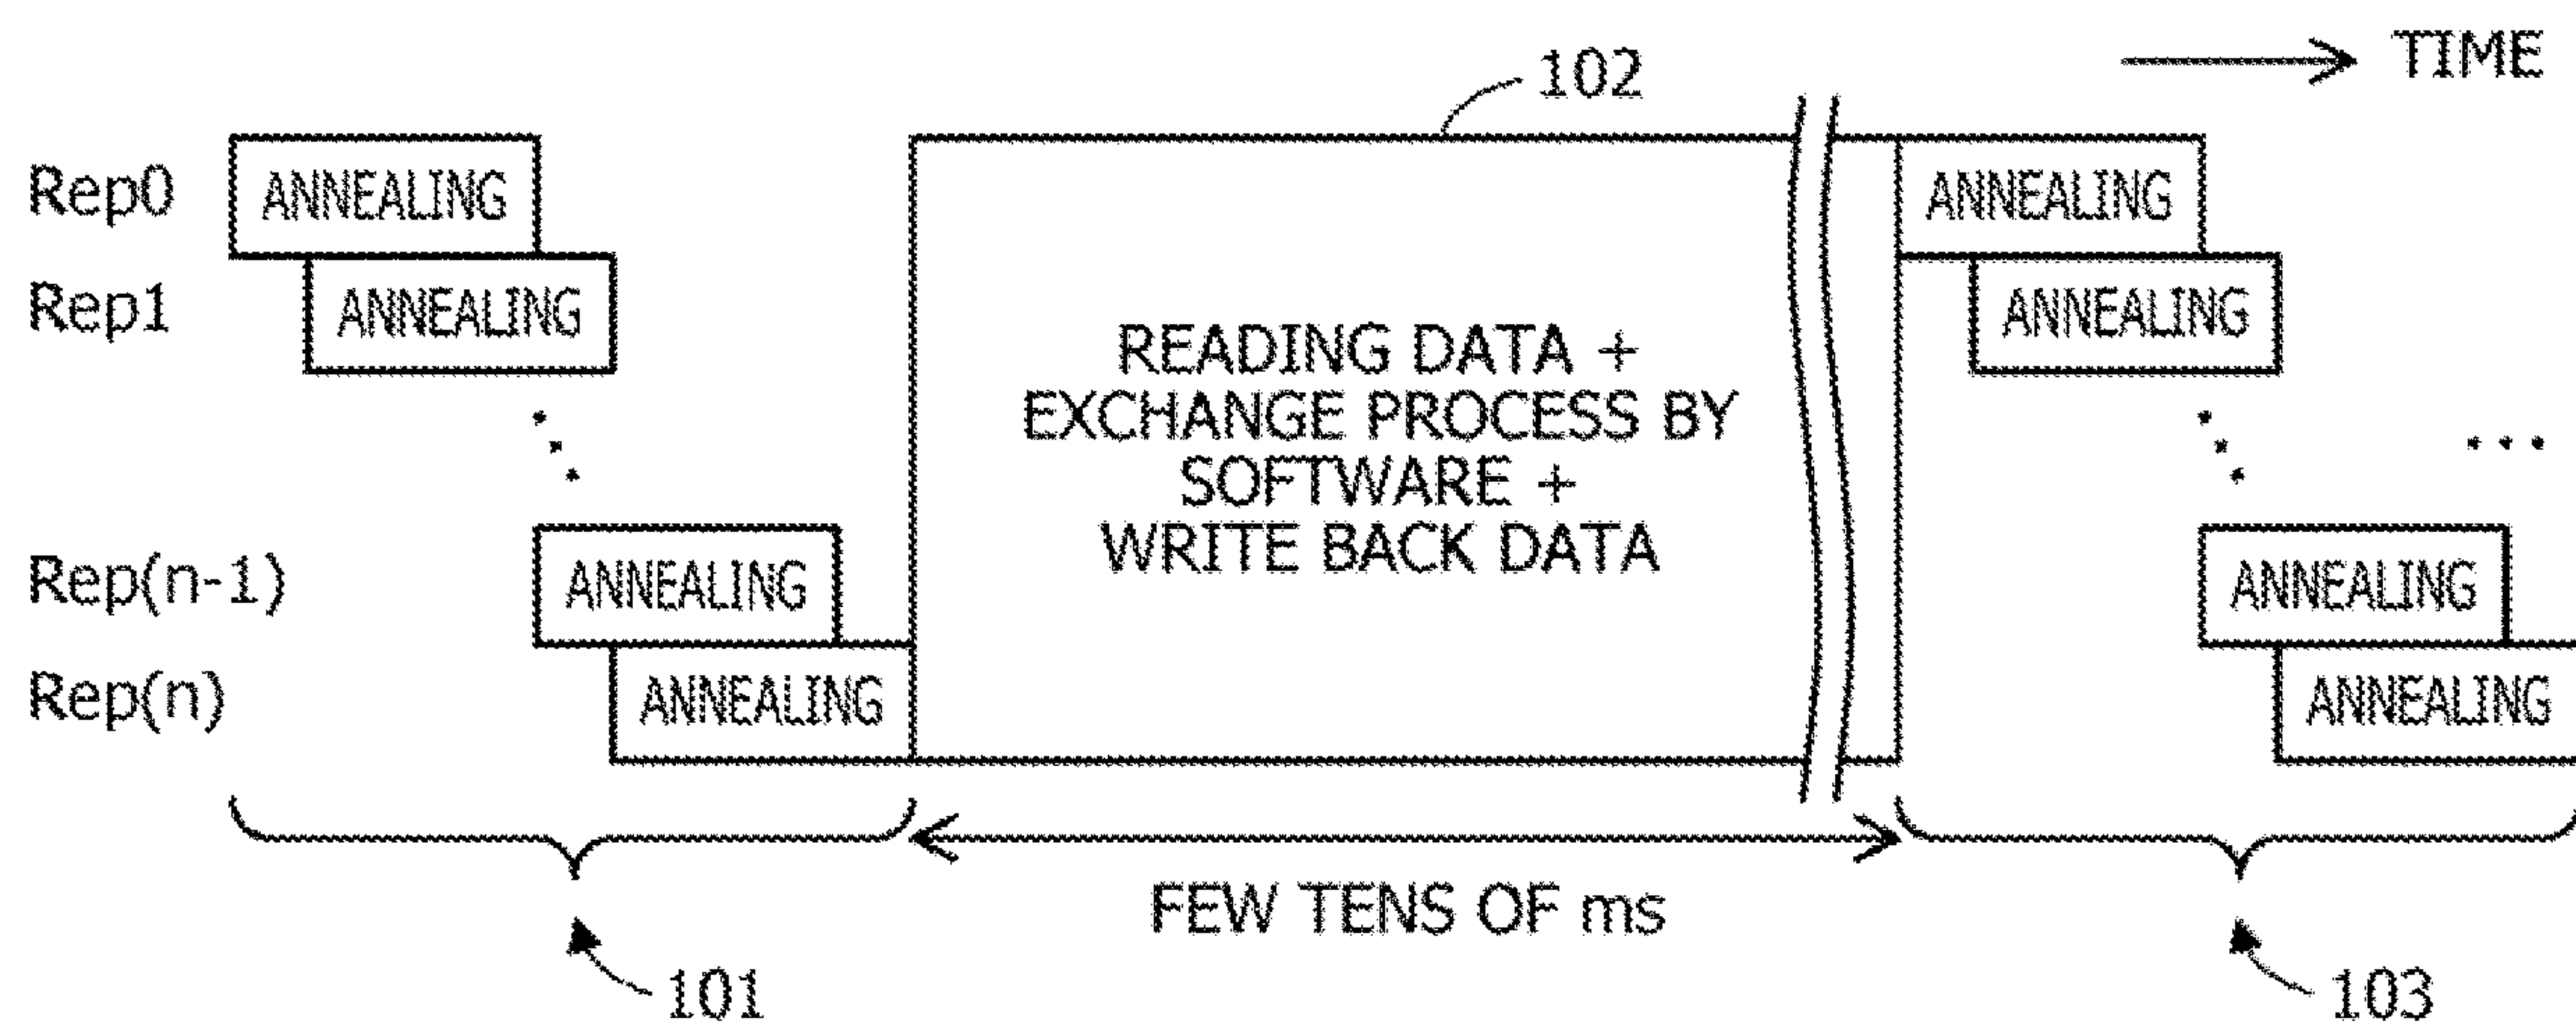 102
TIME
Rep0
ANNEALING
ANNEALING
Rep1
ANNEALING
ANNEALING
READING DATA +
EXCHANGE PROCESS BY
SOFTWARE +
WRITE BACK DATA
...
Rep(n-1)
ANNEALING
ANNEALING
Rep(n)
ANNEALING
ANNEALING
FEW TENS OF ms
101
103